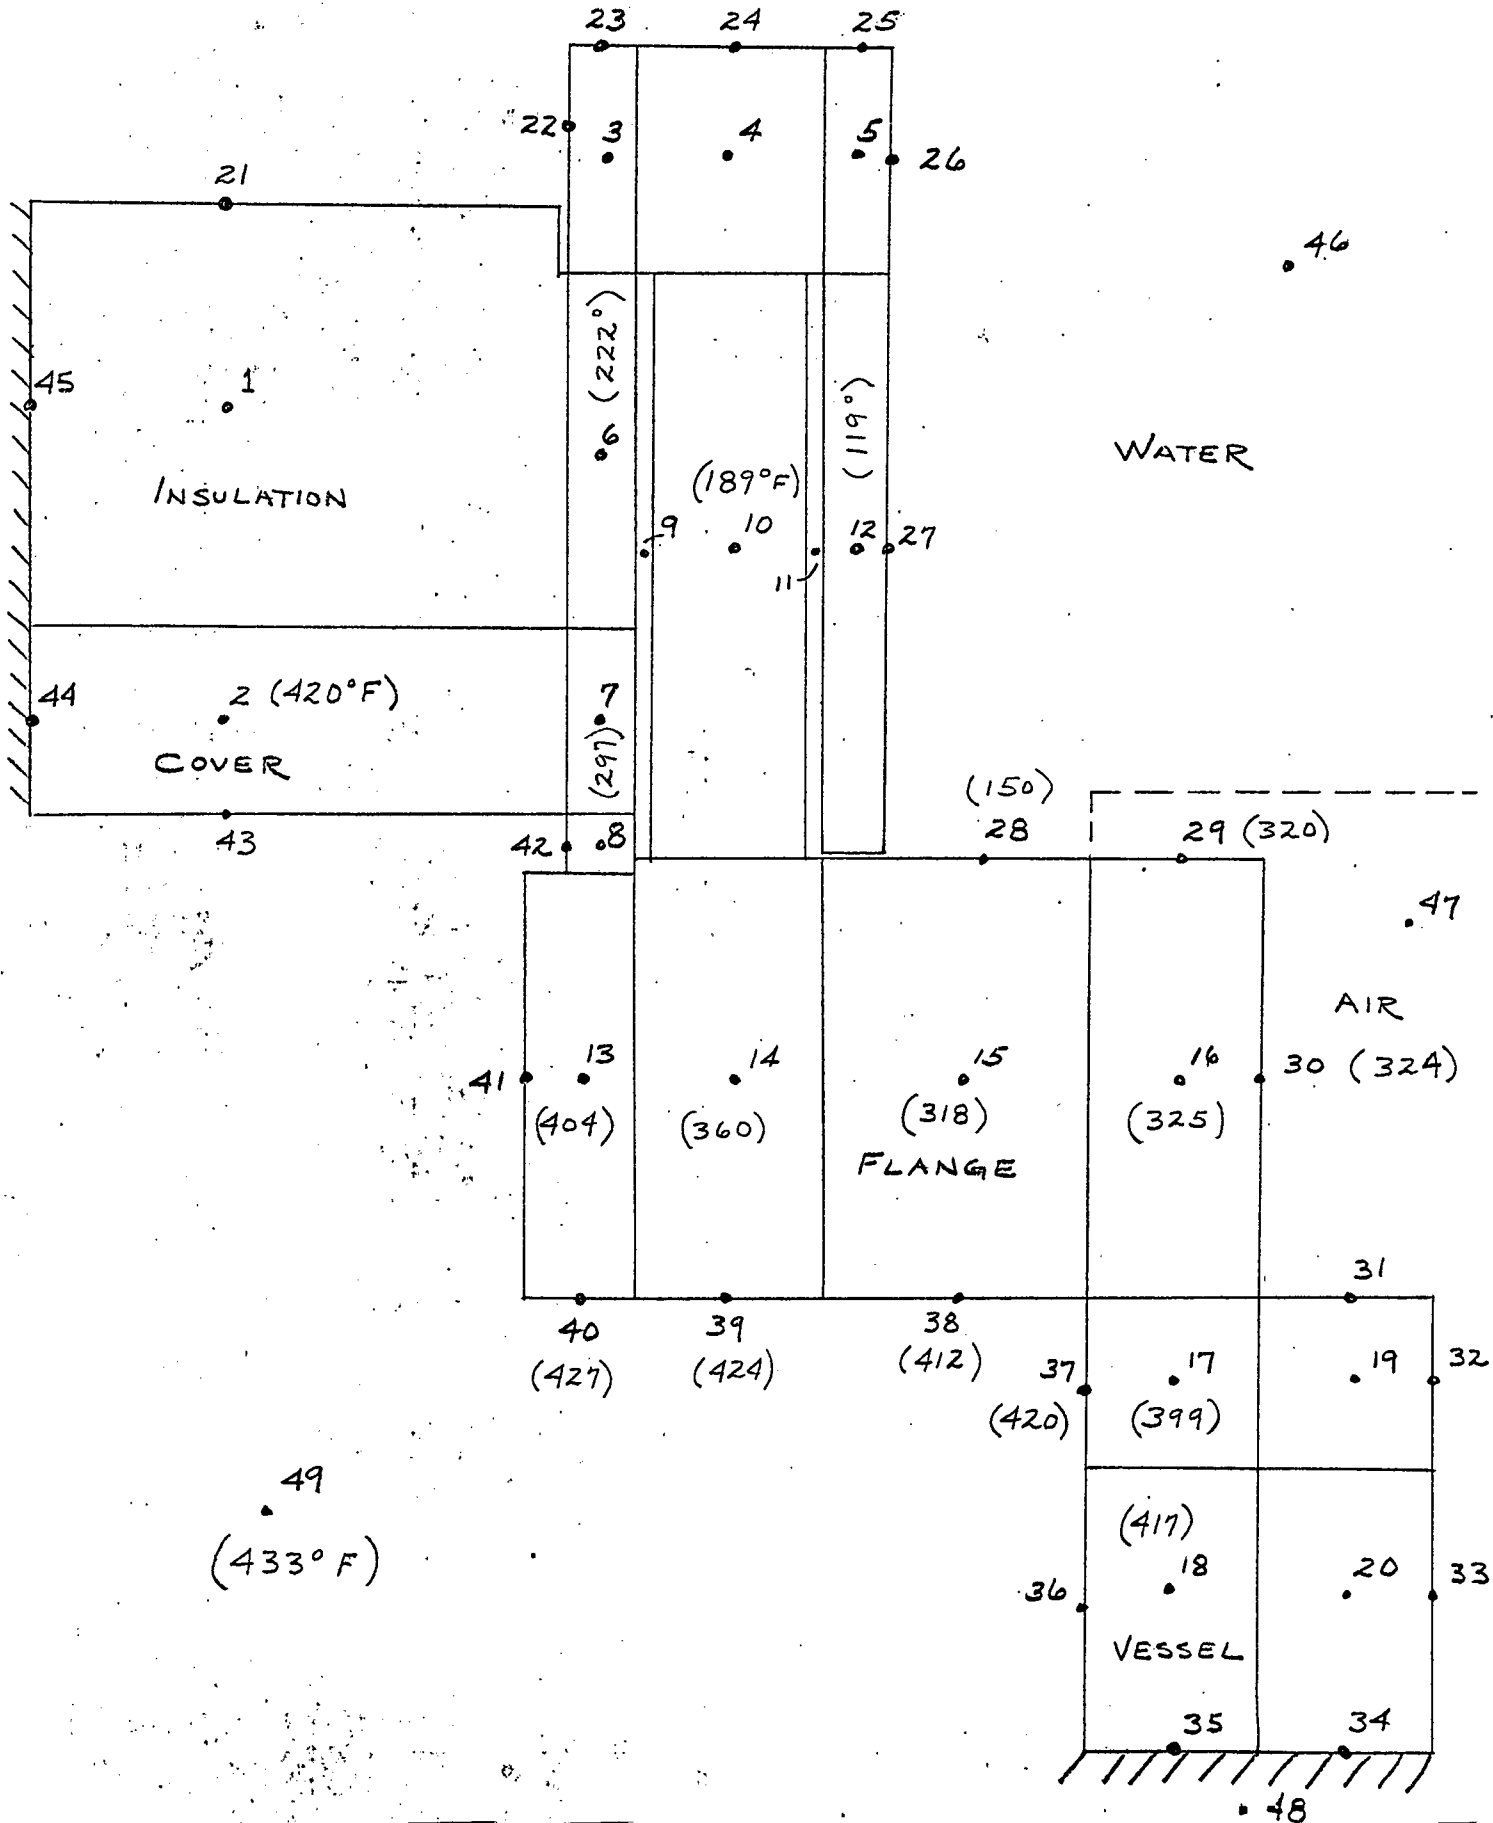 23 24 25
22 3 4 5 26
21
46
45 1 6 (222°) (119°)
WATER
INSULATION (189°F)
9 10 12 27
11
44 2 (420°F) 7
COVER (297) (150)
43 42 8 28 29 (320)
47
AIR
41 13 14 15 16 30 (324)
(404) (360) (318) (325)
FLANGE
31
40 39 38
(427) (424) (412) 37 17 19 32
(420) (399)
49
(433°F) (417)
36 18 20 33
VESSEL
35 34
48